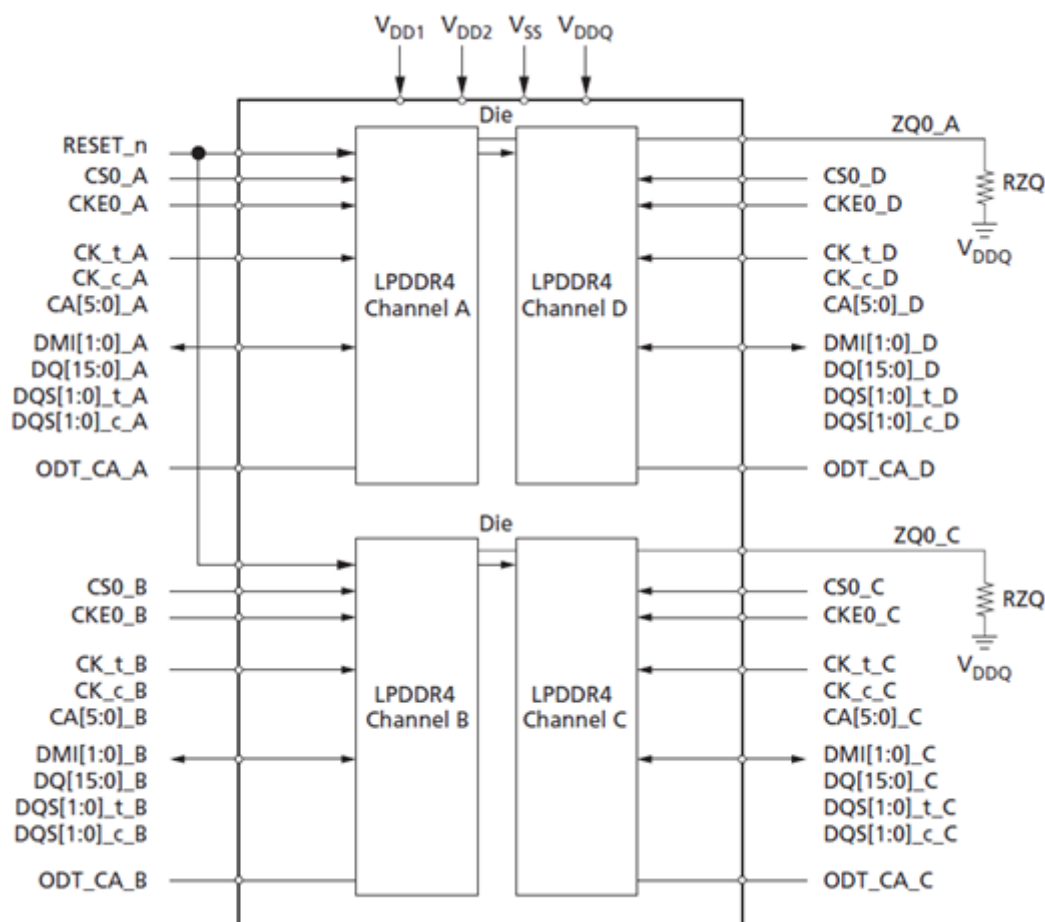 VDD1 VDD2 VSS VDDQ
Die
RESET_n
CS0_A
CKE0_A
CK_t_A
CK_c_A
CA[5:0]_A
DMI[1:0]_A
DQ[15:0]_A
DQS[1:0]_t_A
DQS[1:0]_c_A
ODT_CA_A
LPDDR4
Channel A
LPDDR4
Channel D
ZQ0_A
RZQ
VDDQ
CS0_D
CKE0_D
CK_t_D
CK_c_D
CA[5:0]_D
DMI[1:0]_D
DQ[15:0]_D
DQS[1:0]_t_D
DQS[1:0]_c_D
ODT_CA_D
Die
CS0_B
CKE0_B
CK_t_B
CK_c_B
CA[5:0]_B
DMI[1:0]_B
DQ[15:0]_B
DQS[1:0]_t_B
DQS[1:0]_c_B
ODT_CA_B
LPDDR4
Channel B
LPDDR4
Channel C
ZQ0_C
RZQ
VDDQ
CS0_C
CKE0_C
CK_t_C
CK_c_C
CA[5:0]_C
DMI[1:0]_C
DQ[15:0]_C
DQS[1:0]_t_C
DQS[1:0]_c_C
ODT_CA_C